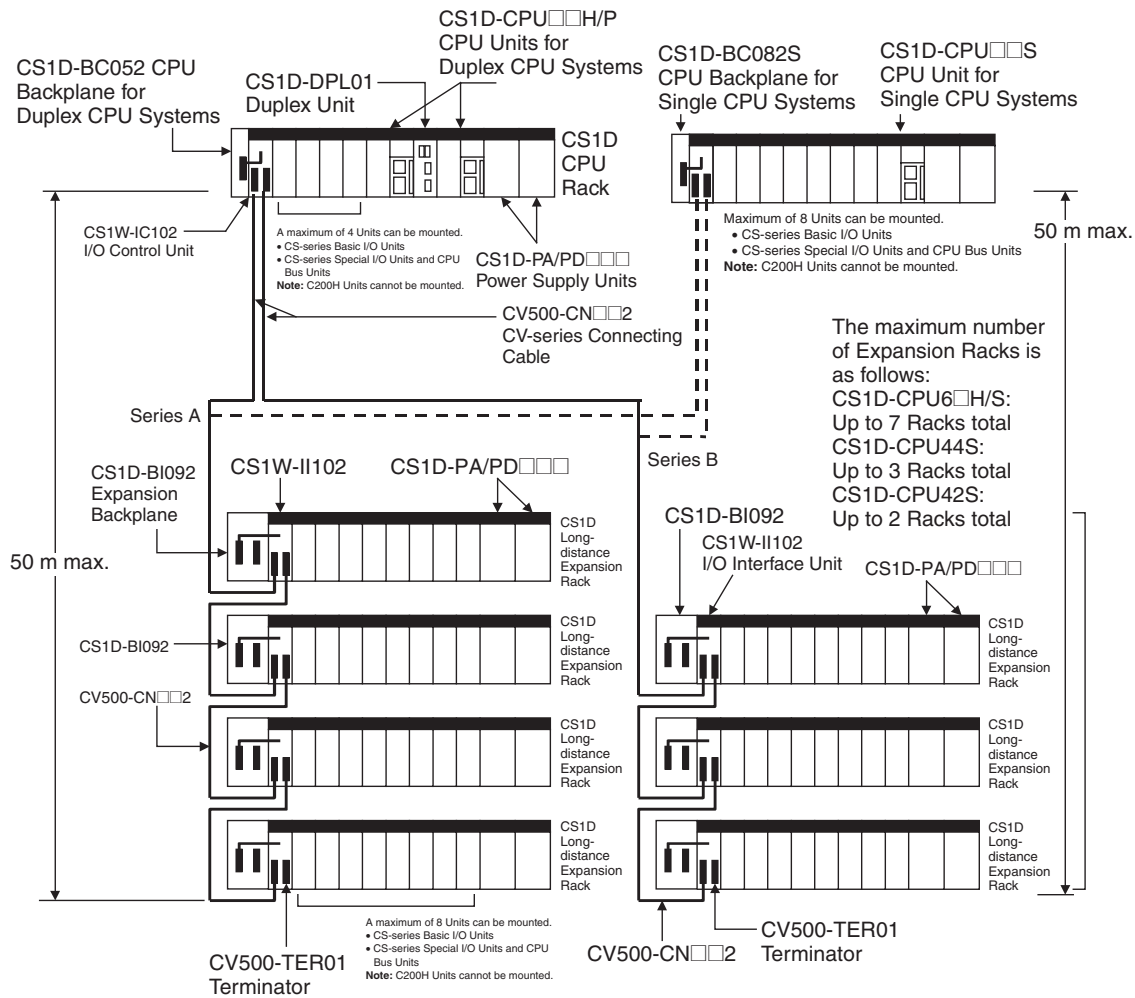 CS1D-BC052 CPU
Backplane for
Duplex CPU Systems
CS1D-DPL01
Duplex Unit
CS1D-CPU□□H/P
CPU Units for
Duplex CPU Systems
CS1D
CPU
Rack
CS1D-BC082S
CPU Backplane for
Single CPU Systems
CS1D-CPU□□S
CPU Unit for
Single CPU Systems
CS1W-IC102
I/O Control Unit
A maximum of 4 Units can be mounted.
• CS-series Basic I/O Units
• CS-series Special I/O Units and CPU
Bus Units
Note: C200H Units cannot be mounted.
CS1D-PA/PD□□□
Power Supply Units
Maximum of 8 Units can be mounted.
• CS-series Basic I/O Units
• CS-series Special I/O Units and CPU Bus Units
Note: C200H Units cannot be mounted.
50 m max.
CV500-CN□□2
CV-series Connecting
Cable
The maximum number
of Expansion Racks is
as follows:
CS1D-CPU6□H/S:
Up to 7 Racks total
CS1D-CPU44S:
Up to 3 Racks total
CS1D-CPU42S:
Up to 2 Racks total
Series A
Series B
CS1D-BI092
Expansion
Backplane
CS1W-II102
CS1D-PA/PD□□□
CS1D
Long-
distance
Expansion
Rack
50 m max.
CS1D-BI092
CS1W-II102
I/O Interface Unit
CS1D-PA/PD□□□
CS1D-BI092
CS1D
Long-
distance
Expansion
Rack
CS1D
Long-
distance
Expansion
Rack
CV500-CN□□2
CS1D
Long-
distance
Expansion
Rack
CS1D
Long-
distance
Expansion
Rack
CS1D
Long-
distance
Expansion
Rack
CS1D
Long-
distance
Expansion
Rack
CV500-TER01
Terminator
A maximum of 8 Units can be mounted.
• CS-series Basic I/O Units
• CS-series Special I/O Units and CPU
Bus Units
Note: C200H Units cannot be mounted.
CV500-CN□□2
CV500-TER01
Terminator